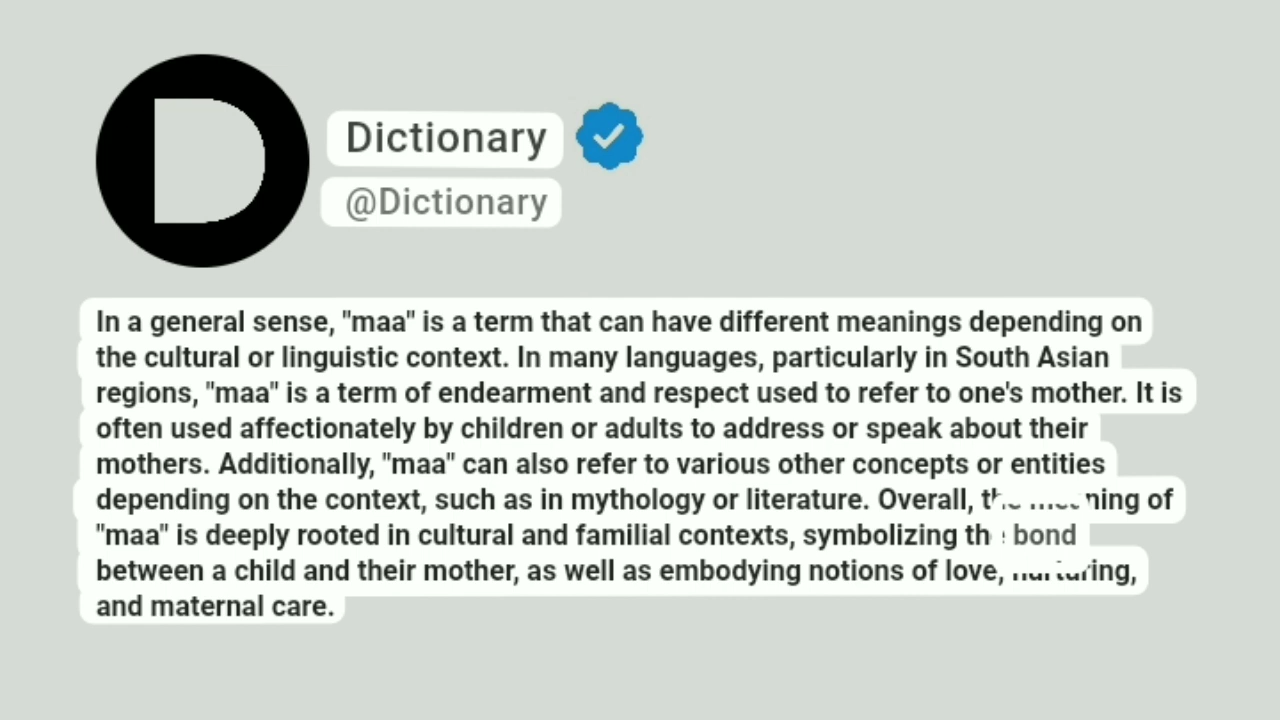 D
Dictionary
@Dictionary
In a general sense, "maa" is a term that can have different meanings depending on
the cultural or linguistic context. In many languages, particularly in South Asian
regions, "maa" is a term of endearment and respect used to refer to one's mother. It is
often used affectionately by children or adults to address or speak about their
mothers. Additionally, "maa" can also refer to various other concepts or entities
depending on the context, such as in mythology or literature. Overall, the meaning of
"maa" is deeply rooted in cultural and familial contexts, symbolizing the bond
between a child and their mother, as well as embodying notions of love, nurturing,
and maternal care.